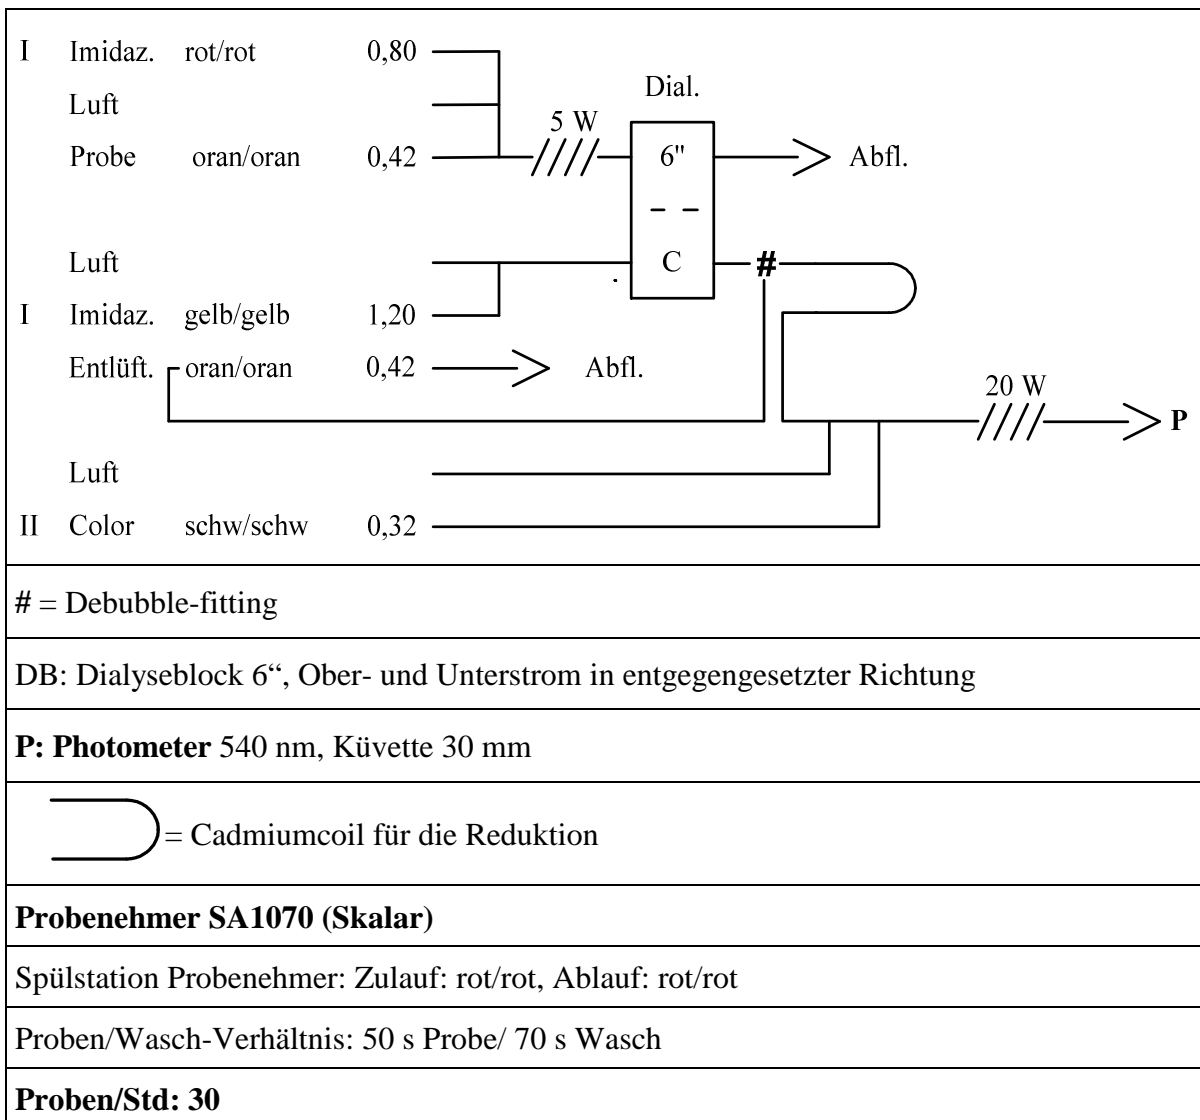 I Imidaz. rot/rot 0,80
Luft
Dial.
5 W
Probe oran/oran 0,42 6" Abfl.
Luft C #
I Imidaz. gelb/gelb 1,20
Entlüft. oran/oran 0,42 Abfl.
20 W
P
Luft
II Color schw/schw 0,32
# = Debubble-fitting
DB: Dialyseblock 6“, Ober- und Unterstrom in entgegengesetzter Richtung
P: Photometer 540 nm, Küvette 30 mm
= Cadmiumcoil für die Reduktion
Probenehmer SA1070 (Skalar)
Spülstation Probenehmer: Zulauf: rot/rot, Ablauf: rot/rot
Proben/Wasch-Verhältnis: 50 s Probe/ 70 s Wasch
Proben/Std: 30